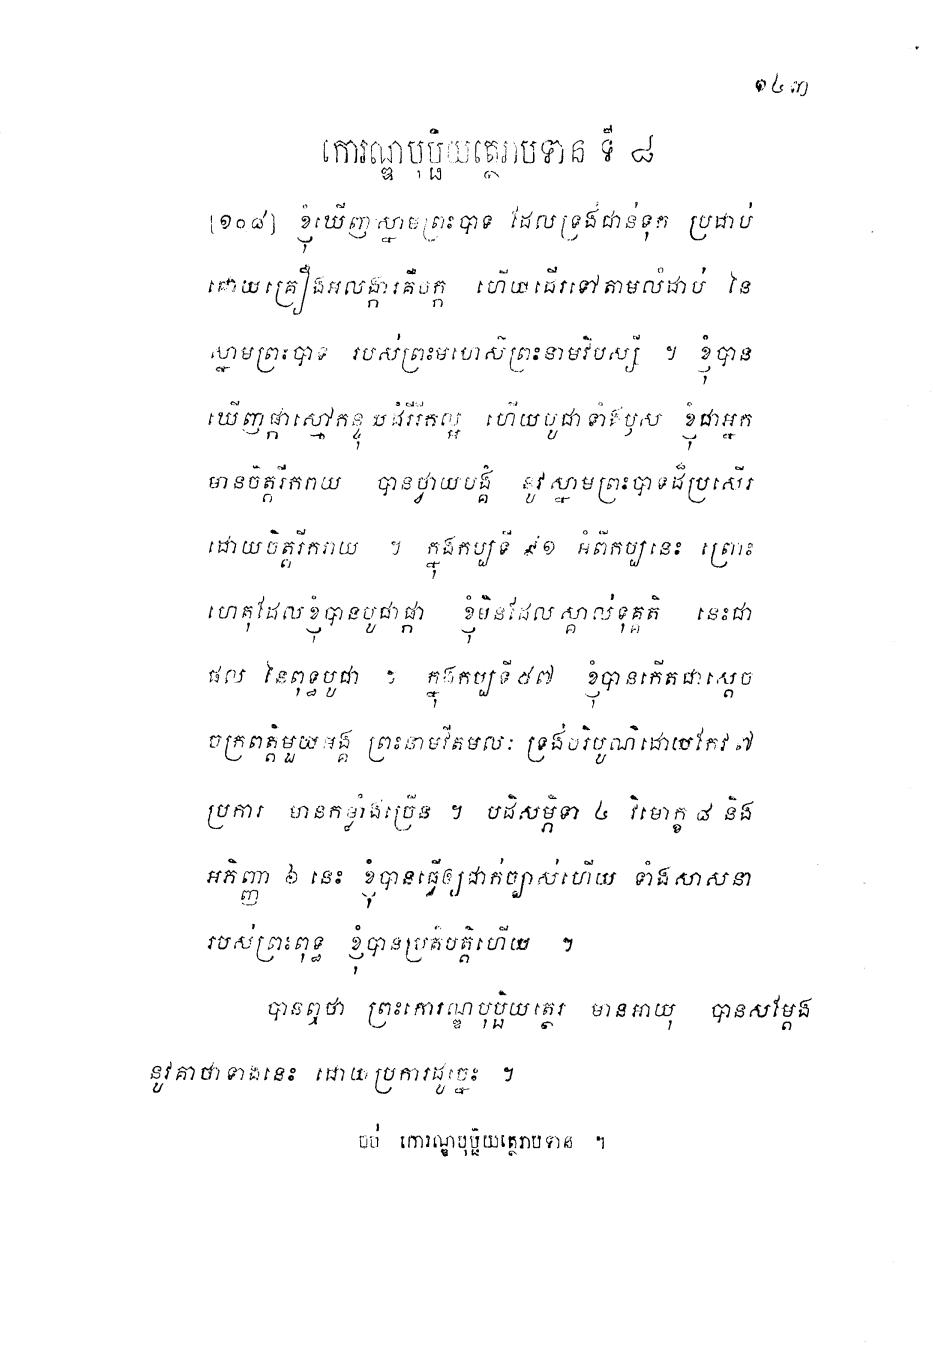 ១៤៣
កោរណ្ឌបុប្ផិយត្ថេរាបទាន ទី ៨
[១០៨] ខ្ញុំឃើញស្នាមព្រះបាទ ដែលទ្រង់ជាន់ទុក ប្រដាប់
ដោយគ្រឿងអលង្ការគឺចក្ក ហើយដើរទៅតាមលំដាប់ នៃ
ស្នាមព្រះបាទ របស់ព្រះមហេសីព្រះនាមវិបស្សី ។ ខ្ញុំបាន
ឃើញផ្កាស្មៅកន្ទុយដំរីរីកល្អ ហើយបូជាទាំងឫស ខ្ញុំជាអ្នក
មានចិត្តរីករាយ បានថ្វាយបង្គំ នូវស្នាមព្រះបាទដ៏ប្រសើរ
ដោយចិត្តរីករាយ ។ ក្នុងកប្បទី ៩១ អំពីកប្បនេះ ព្រោះ
ហេតុដែលខ្ញុំបានបូជាផ្កា ខ្ញុំមិនដែលស្គាល់ទុគ្គតិ នេះជា
ផល នៃពុទ្ធបូជា ។ ក្នុងកប្បទី៥៧ ខ្ញុំបានកើតជាស្តេច
ចក្រពត្តិមួយអង្គ ព្រះនាមវីតមលៈ ទ្រង់បរិបូណ៌ដោយកែវ ៧
ប្រការ មានកម្លាំងច្រើន ។ បដិសម្ភិទា ៤ វិមោក្ខ ៨ និង
អភិញ្ញា ៦ នេះ ខ្ញុំបានធ្វើឲ្យជាក់ច្បាស់ហើយ ទាំងសាសនា
របស់ព្រះពុទ្ធ ខ្ញុំបានប្រតិបត្តិហើយ ។
បានឮថា ព្រះកោរណ្ឌបុប្ផិយត្ថេរ មានអាយុ បានសម្តែង
នូវគាថាទាំងនេះ ដោយប្រការដូច្នេះ ។
ចប់ កោរណ្ឌបុប្ផិយត្ថេរាបទាន ។